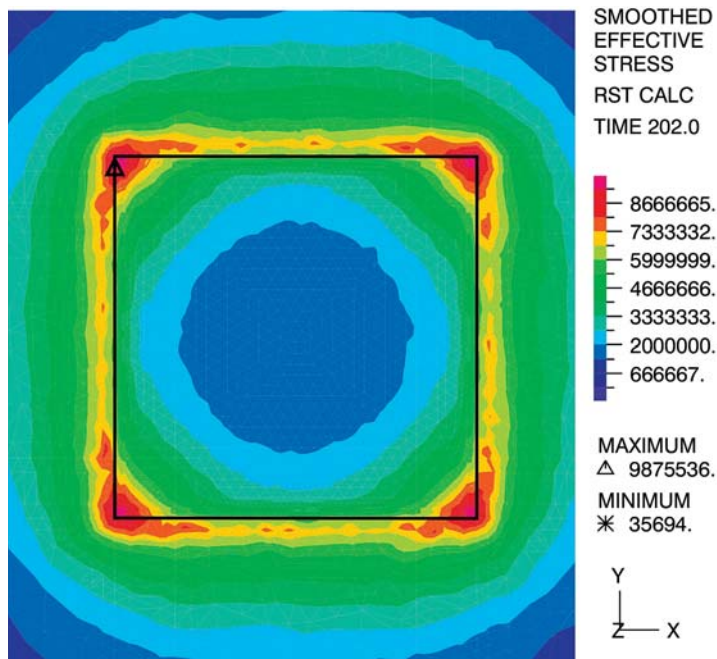 SMOOTHED
EFFECTIVE
STRESS
RST CALC
TIME 202.0
8666665.
7333332.
5999999.
4666666.
3333333.
2000000.
666667.
MAXIMUM
△ 9875536.
MINIMUM
✳ 35694.
Y
Z X